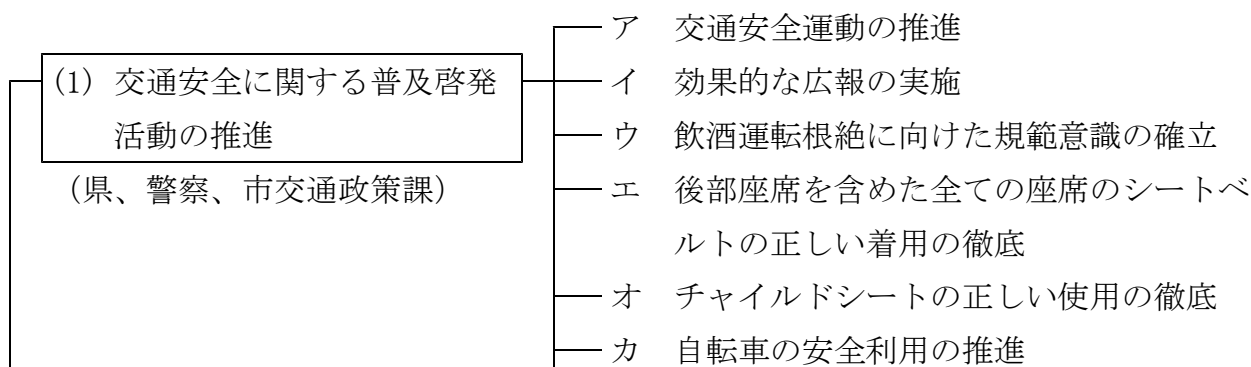 (1) 交通安全に関する普及啓発
活動の推進
(県、警察、市交通政策課)
ア 交通安全運動の推進
イ 効果的な広報の実施
ウ 飲酒運転根絶に向けた規範意識の確立
エ 後部座席を含めた全ての座席のシートベ
ルトの正しい着用の徹底
オ チャイルドシートの正しい使用の徹底
カ 自転車の安全利用の推進